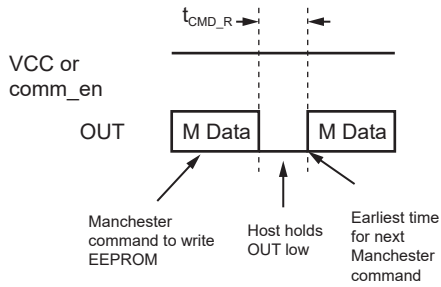 tCMD_R
VCC or
comm_en
OUT
M Data
M Data
Manchester
command to write
EEPROM
Host holds
OUT low
Earliest time
for next
Manchester
command